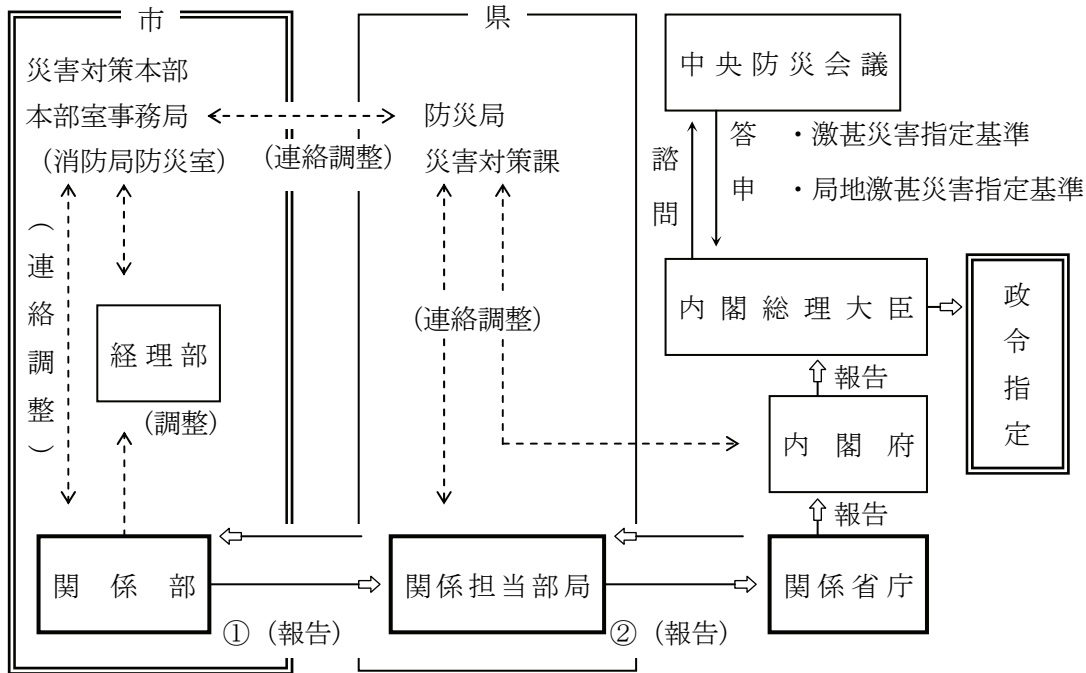 市
災害対策本部
本部室事務局
(消防局防災室)
(連絡調整)
(連絡調整)
経理部
(調整)
関係部
①（報告）
県
防災局
災害対策課
(連絡調整)
関係担当部局
②（報告）
中央防災会議
諮問
答申
・激甚災害指定基準
・局地激甚災害指定基準
内閣総理大臣
政令指定
報告
内閣府
報告
関係省庁